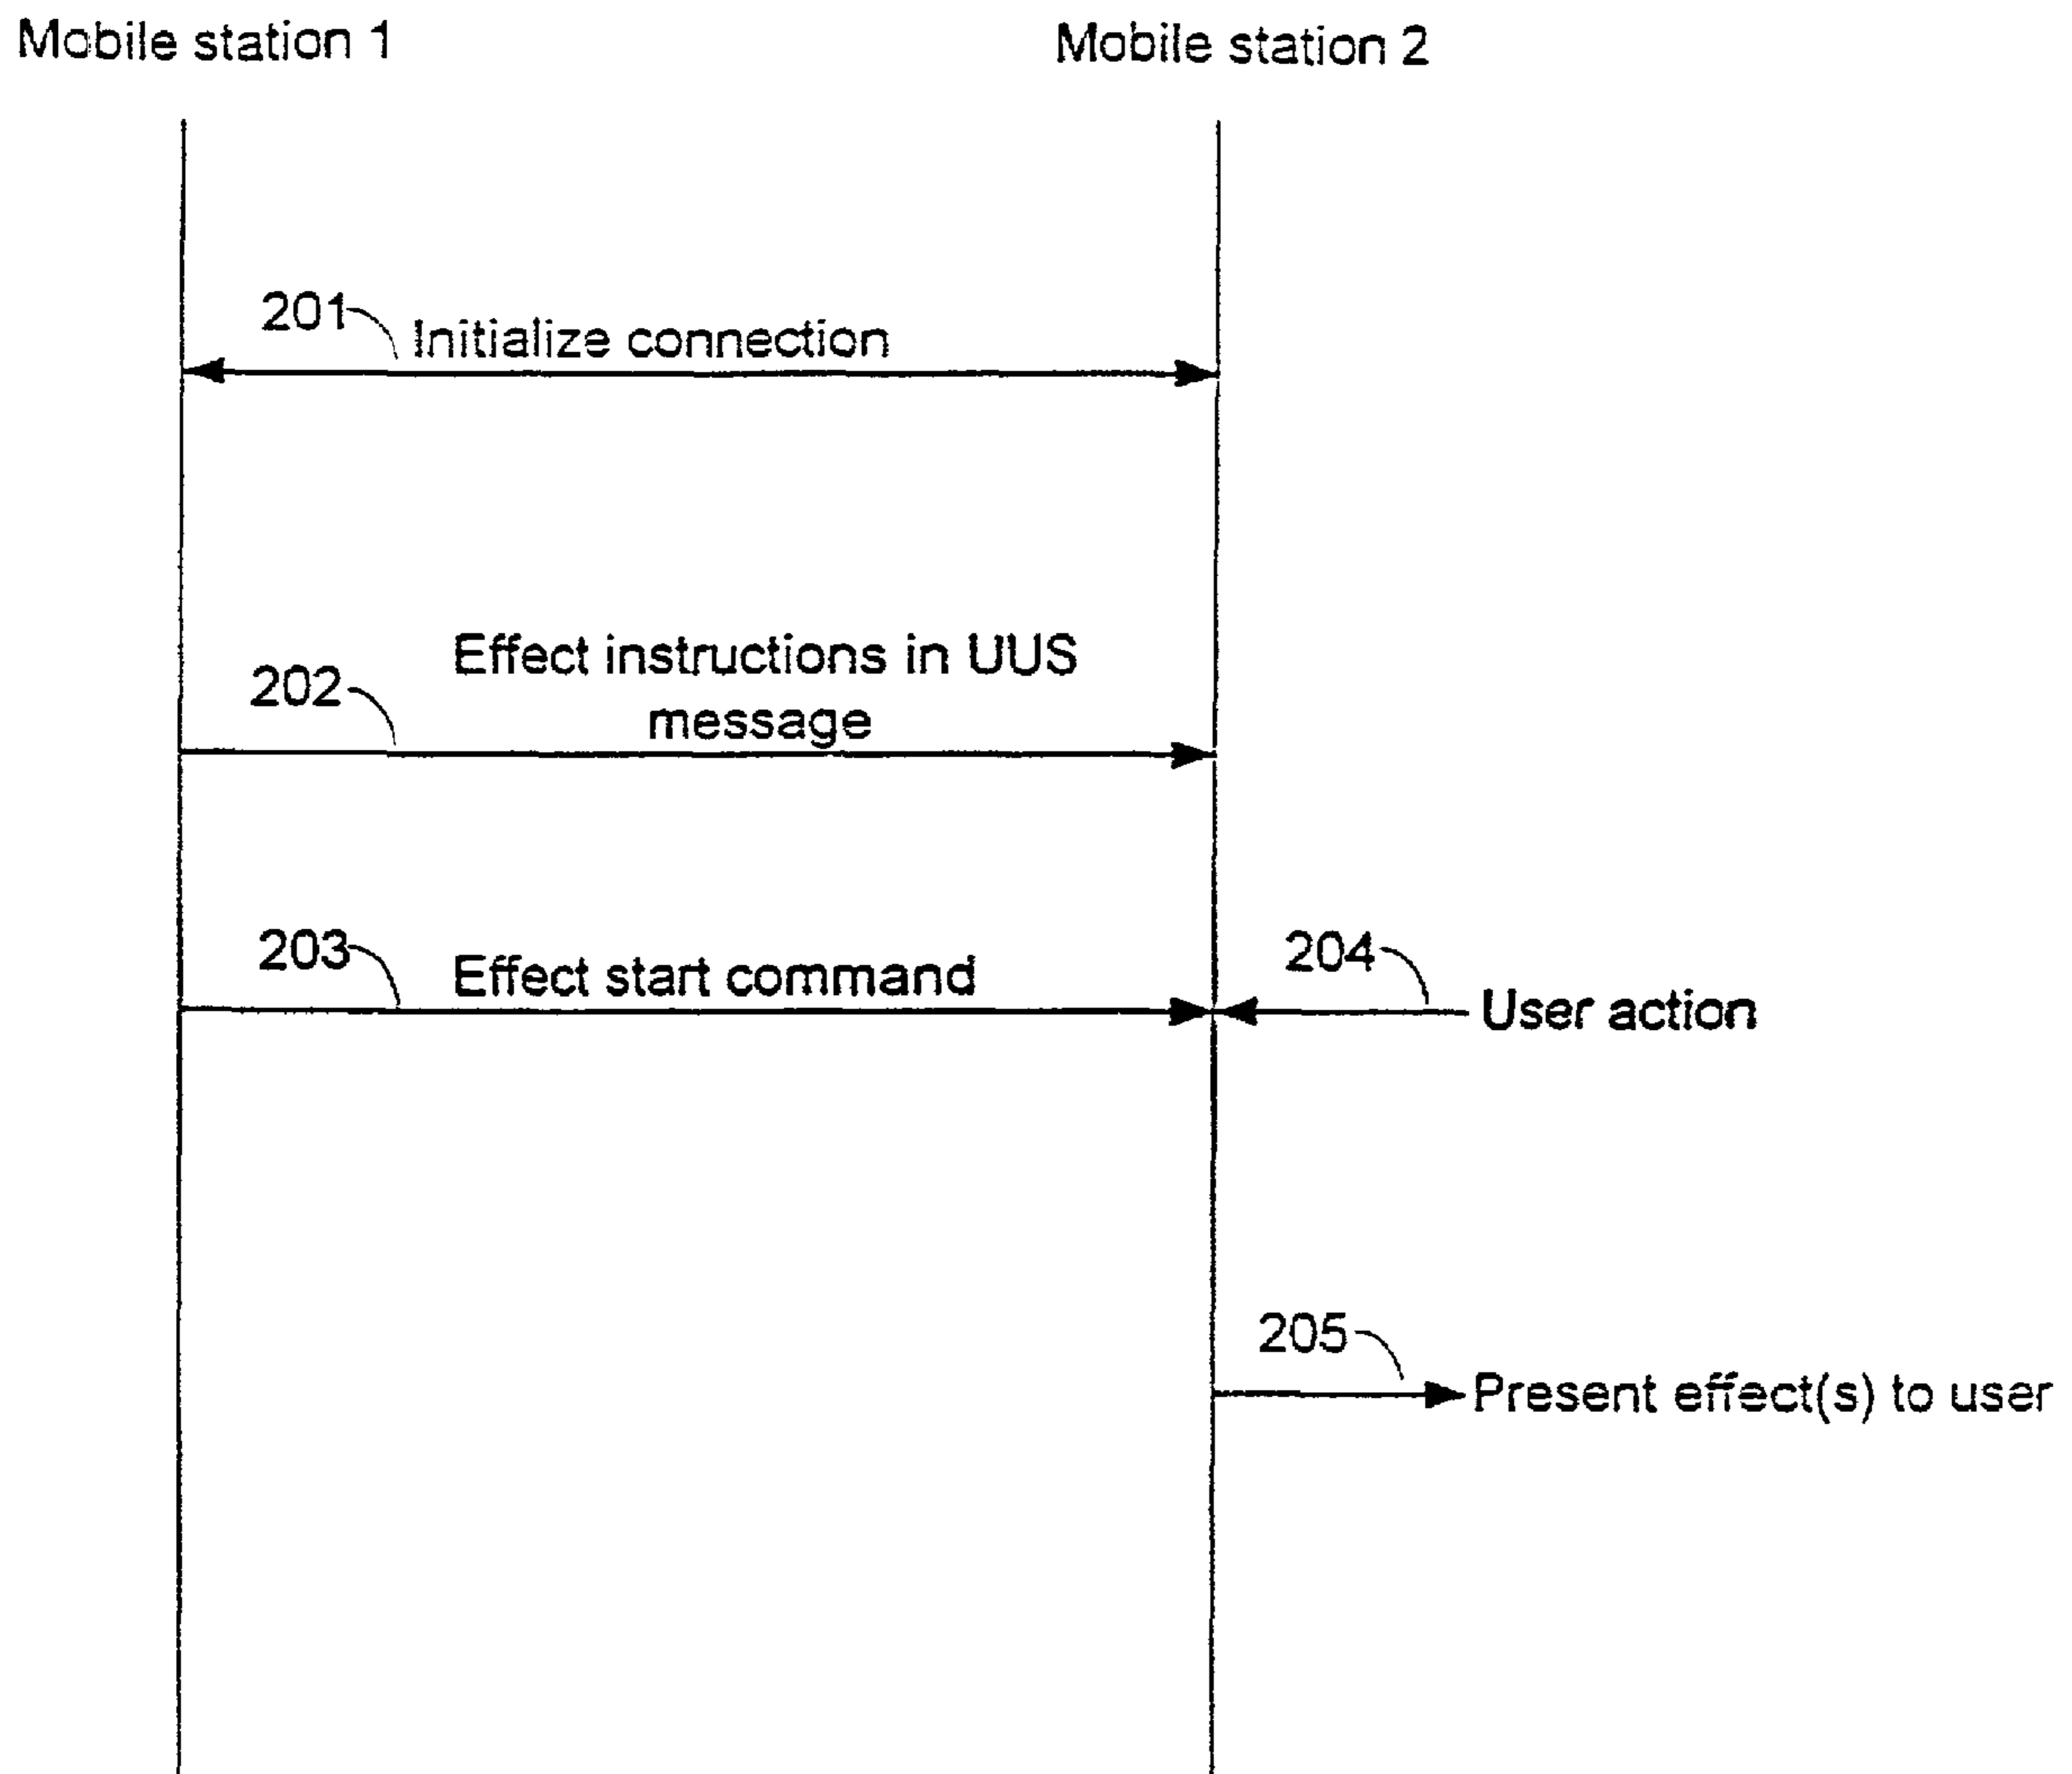 Mobile station 1
Mobile station 2
201
Initialize connection
Effect instructions in UUS
202
message
203
Effect start command
204
User action
205
Present effect(s) to user